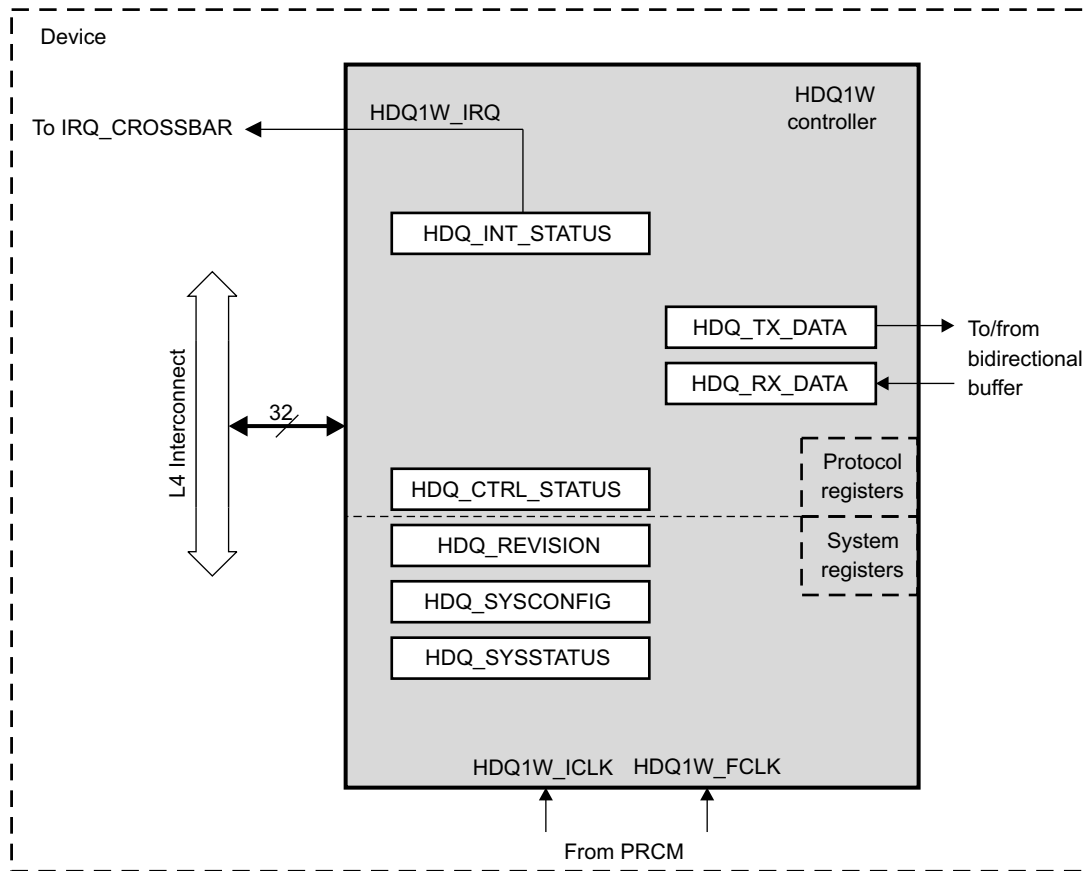 Device
HDQ1W
controller
HDQ1W_IRQ
To IRQ_CROSSBAR
HDQ_INT_STATUS
HDQ_TX_DATA
To/from
bidirectional
buffer
HDQ_RX_DATA
L4 Interconnect
32
Protocol
registers
HDQ_CTRL_STATUS
HDQ_REVISION
System
registers
HDQ_SYSCONFIG
HDQ_SYSSTATUS
HDQ1W_ICLK HDQ1W_FCLK
From PRCM